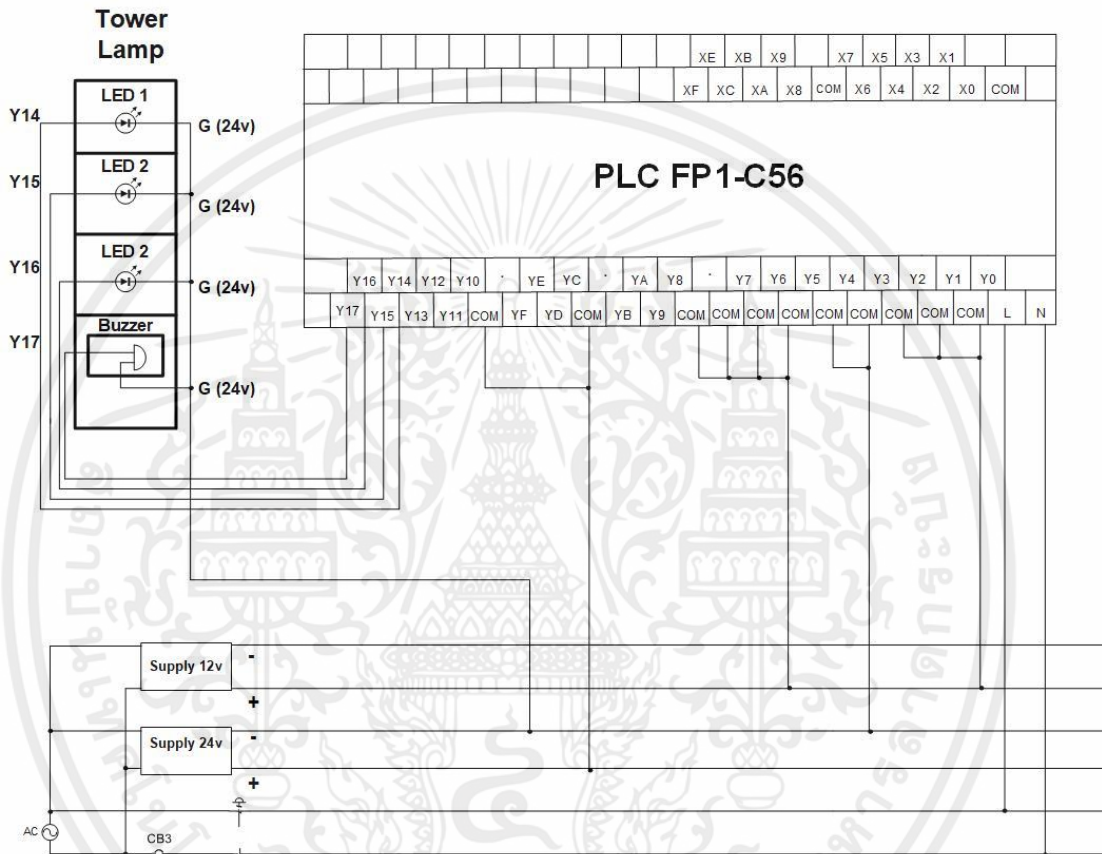 Tower
Lamp
LED 1
Y14
G (24v)
LED 2
Y15
G (24v)
LED 2
Y16
G (24v)
Buzzer
Y17
G (24v)
XE XB X9 X7 X5 X3 X1
XF XC XA X8 COM X6 X4 X2 X0 COM
PLC FP1-C56
Y16 Y14 Y12 Y10 · YE YC · YA Y8 · Y7 Y6 Y5 Y4 Y3 Y2 Y1 Y0
Y17 Y15 Y13 Y11 COM YF YD COM YB Y9 COM COM COM COM COM COM COM COM COM L N
Supply 12v
-
+
Supply 24v
-
+
AC
CB3